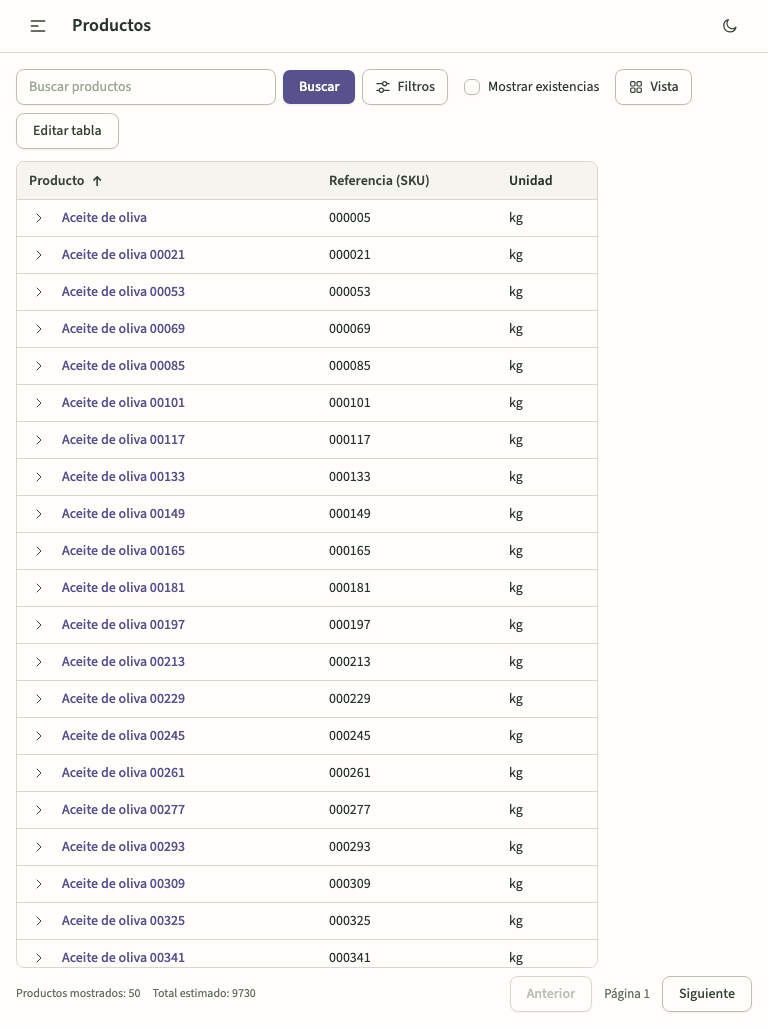 Productos
Buscar productos Buscar Filtros Mostrar existencias Vista
Editar tabla
Producto Referencia (SKU) Unidad
Aceite de oliva 000005 kg
Aceite de oliva 00021 000021 kg
Aceite de oliva 00053 000053 kg
Aceite de oliva 00069 000069 kg
Aceite de oliva 00085 000085 kg
Aceite de oliva 00101 000101 kg
Aceite de oliva 00117 000117 kg
Aceite de oliva 00133 000133 kg
Aceite de oliva 00149 000149 kg
Aceite de oliva 00165 000165 kg
Aceite de oliva 00181 000181 kg
Aceite de oliva 00197 000197 kg
Aceite de oliva 00213 000213 kg
Aceite de oliva 00229 000229 kg
Aceite de oliva 00245 000245 kg
Aceite de oliva 00261 000261 kg
Aceite de oliva 00277 000277 kg
Aceite de oliva 00293 000293 kg
Aceite de oliva 00309 000309 kg
Aceite de oliva 00325 000325 kg
Aceite de oliva 00341 000341 kg
Productos mostrados: 50 Total estimado: 9730 Anterior Página 1 Siguiente